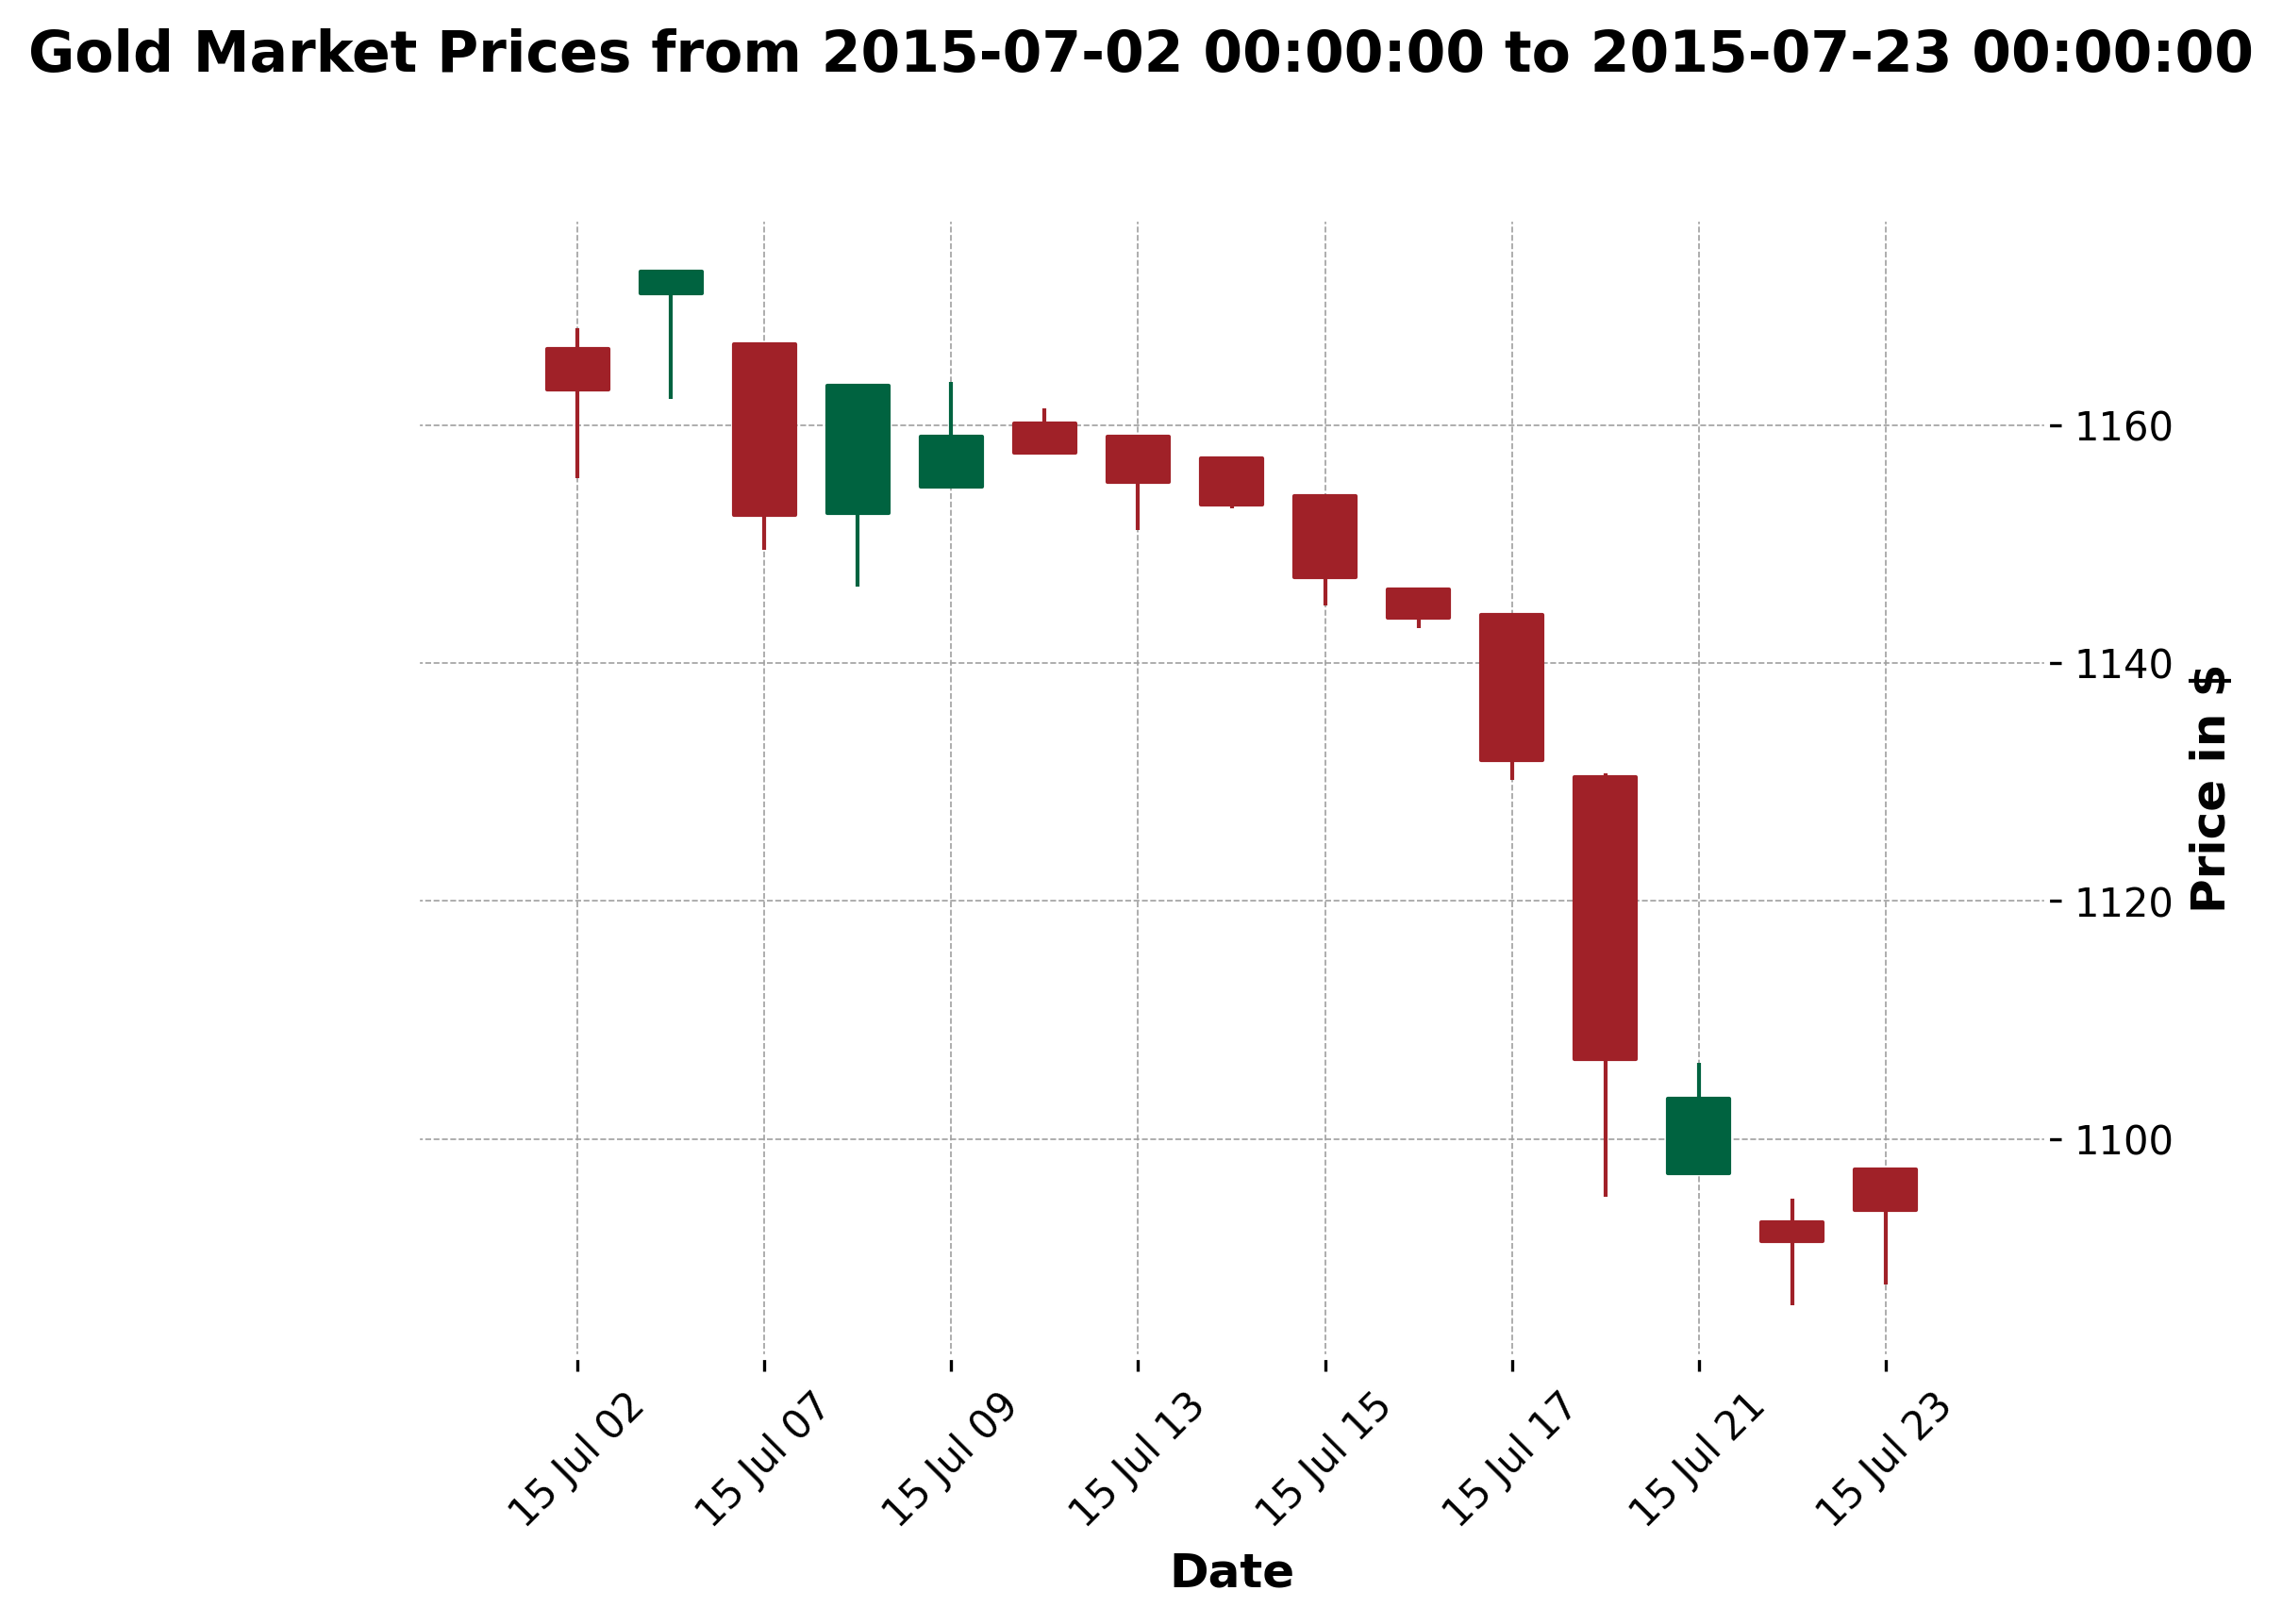 Gold Market Prices from 2015-07-02 00:00:00 to 2015-07-23 00:00:00
1160
1140
1120
1100
Price in $
15 Jul 02
15 Jul 07
15 Jul 09
15 Jul 13
15 Jul 15
15 Jul 17
15 Jul 21
15 Jul 23
Date